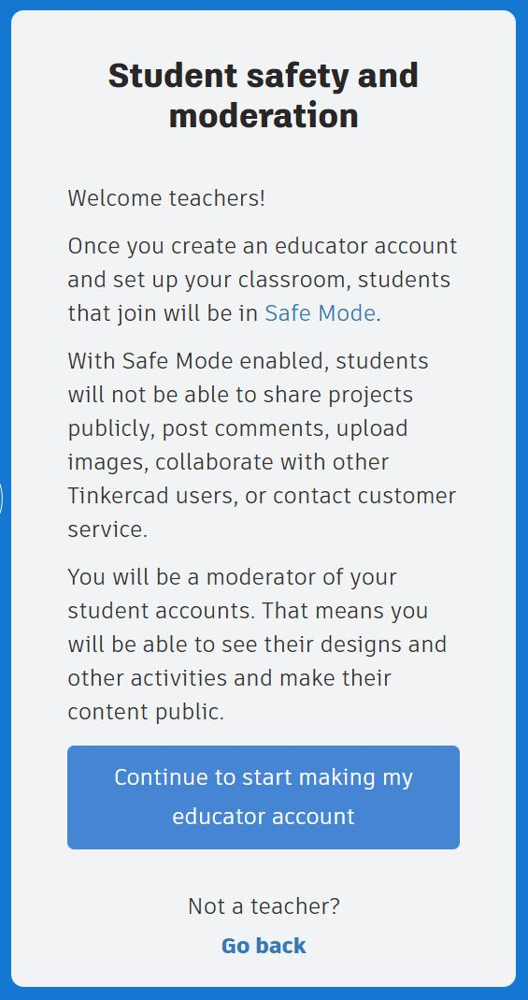 Student safety and
moderation
Welcome teachers!
Once you create an educator account
and set up your classroom, students
that join will be in Safe Mode.
With Safe Mode enabled, students
will not be able to share projects
publicly, post comments, upload
images, collaborate with other
Tinkercad users, or contact customer
service.
You will be a moderator of your
student accounts. That means you
will be able to see their designs and
other activities and make their
content public.
Continue to start making my
educator account
Not a teacher?
Go back